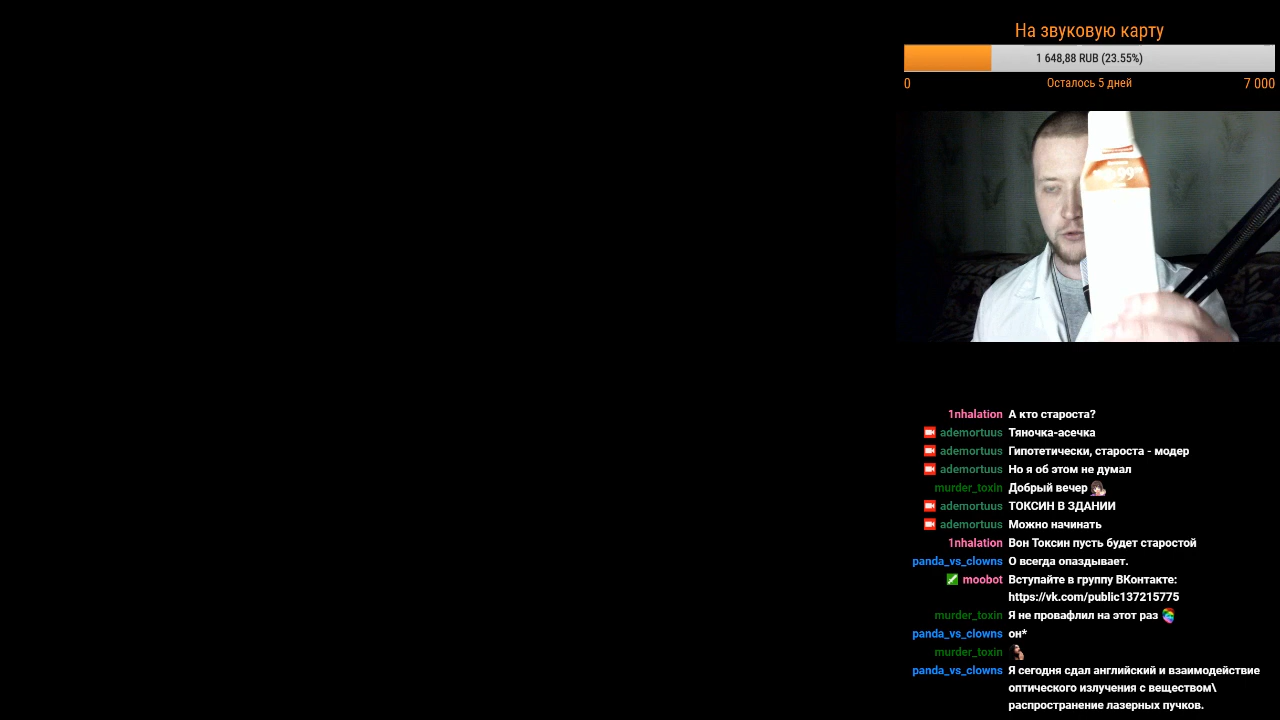 На звуковую карту
1 648,88 RUB (23.55%)
0 Осталось 5 дней 7 000
1nhalation А кто староста?
ademortuus Тяночка-асечка
ademortuus Гипотетически, староста - модер
ademortuus Но я об этом не думал
murder_toxin Добрый вечер
ademortuus ТОКСИН В ЗДАНИИ
ademortuus Можно начинать
1nhalation Вон Токсин пусть будет старостой
panda_vs_clowns О всегда опаздывает.
moobot Вступайте в группу ВКонтакте:
https://vk.com/public137215775
murder_toxin Я не провафлил на этот раз
panda_vs_clowns он*
murder_toxin
panda_vs_clowns Я сегодня сдал английский и взаимодействие
оптического излучения с веществом\
распространение лазерных пучков.